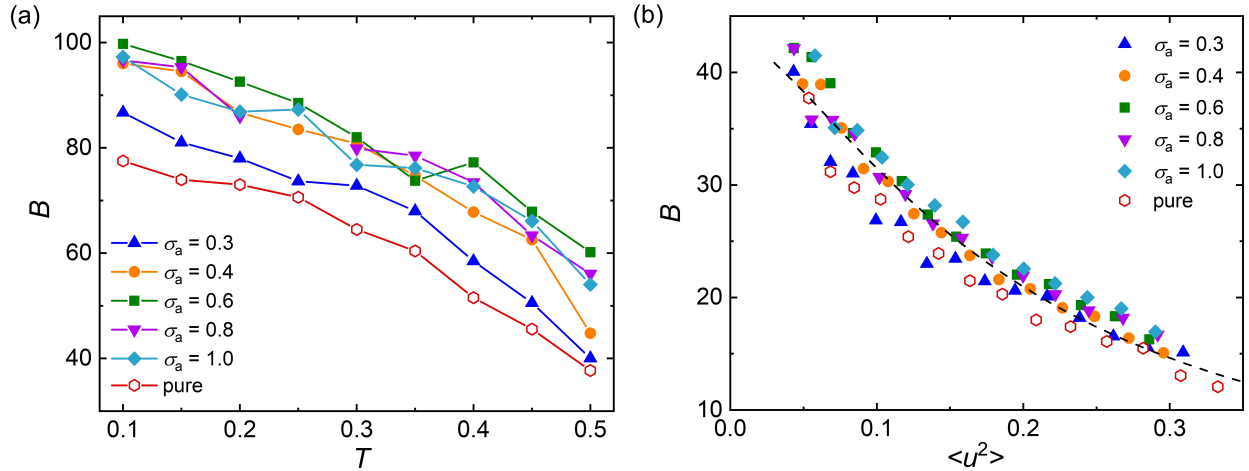 (a)
B
100
80
60
40
σa = 0.3
σa = 0.4
σa = 0.6
σa = 0.8
σa = 1.0
pure
0.1 0.2 0.3 0.4 0.5
T
(b)
B
40
30
20
10
σa = 0.3
σa = 0.4
σa = 0.6
σa = 0.8
σa = 1.0
pure
0.0 0.1 0.2 0.3
<u²>